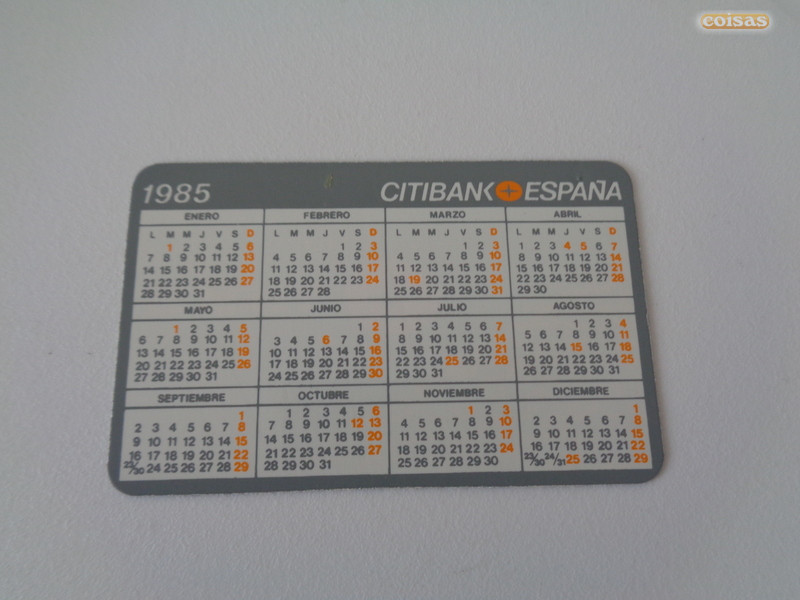 coisas
1985 CITIBANK ESPAÑA
ENERO FEBRERO MARZO ABRIL
L M M J V S D L M M J V S D L M M J V S D L M M J V S D
1 2 3 4 5 6 1 2 3 1 2 3 1 2 3 4 5 6 7
7 8 9 10 11 12 13 4 5 6 7 8 9 10 4 5 6 7 8 9 10 8 9 10 11 12 13 14
14 15 16 17 18 19 20 11 12 13 14 15 16 17 11 12 13 14 15 16 17 15 16 17 18 19 20 21
21 22 23 24 25 26 27 18 19 20 21 22 23 24 18 19 20 21 22 23 24 22 23 24 25 26 27 28
28 29 30 31 25 26 27 28 25 26 27 28 29 30 31 29 30
MAYO JUNIO JULIO AGOSTO
1 2 3 4 5 1 2 1 2 3 4 5 6 7 1 2 3 4
6 7 8 9 10 11 12 3 4 5 6 7 8 9 8 9 10 11 12 13 14 5 6 7 8 9 10 11
13 14 15 16 17 18 19 10 11 12 13 14 15 16 15 16 17 18 19 20 21 12 13 14 15 16 17 18
20 21 22 23 24 25 26 17 18 19 20 21 22 23 22 23 24 25 26 27 28 19 20 21 22 23 24 25
27 28 29 30 31 24 25 26 27 28 29 30 29 30 31 26 27 28 29 30 31
SEPTIEMBRE OCTUBRE NOVIEMBRE DICIEMBRE
1 1 2 3 4 5 6 1 2 3 1
2 3 4 5 6 7 8 7 8 9 10 11 12 13 4 5 6 7 8 9 10 2 3 4 5 6 7 8
9 10 11 12 13 14 15 14 15 16 17 18 19 20 11 12 13 14 15 16 17 9 10 11 12 13 14 15
16 17 18 19 20 21 22 21 22 23 24 25 26 27 18 19 20 21 22 23 24 16 17 18 19 20 21 22
23/30 24 25 26 27 28 29 28 29 30 31 25 26 27 28 29 30 23/30 24/31 25 26 27 28 29